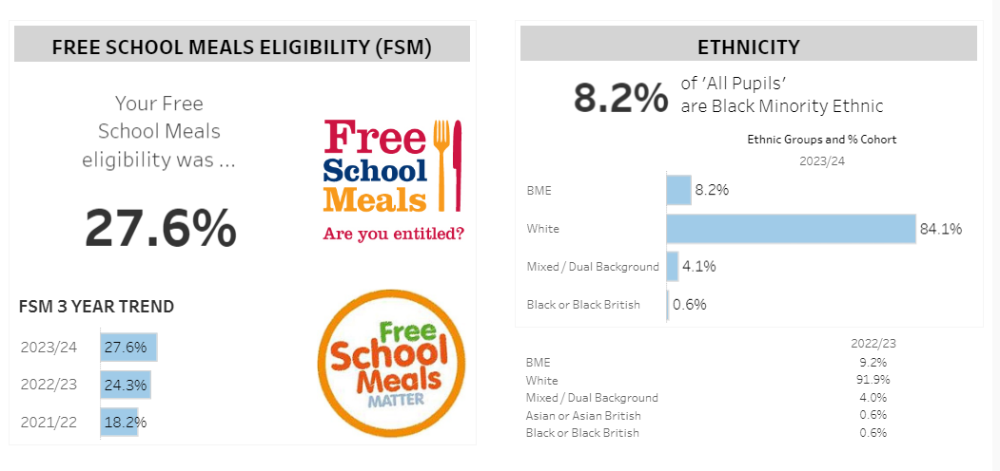 FREE SCHOOL MEALS ELIGIBILITY (FSM)
Your Free
School Meals
eligibility was ...
27.6%
Free
School
Meals
Are you entitled?
FSM 3 YEAR TREND
2023/24 27.6%
2022/23 24.3%
2021/22 18.2%
Free
School
Meals
MATTER
ETHNICITY
8.2%
of 'All Pupils'
are Black Minority Ethnic
Ethnic Groups and % Cohort
2023/24
BME 8.2%
White 84.1%
Mixed / Dual Background 4.1%
Black or Black British 0.6%
2022/23
BME 9.2%
White 91.9%
Mixed / Dual Background 4.0%
Asian or Asian British 0.6%
Black or Black British 0.6%